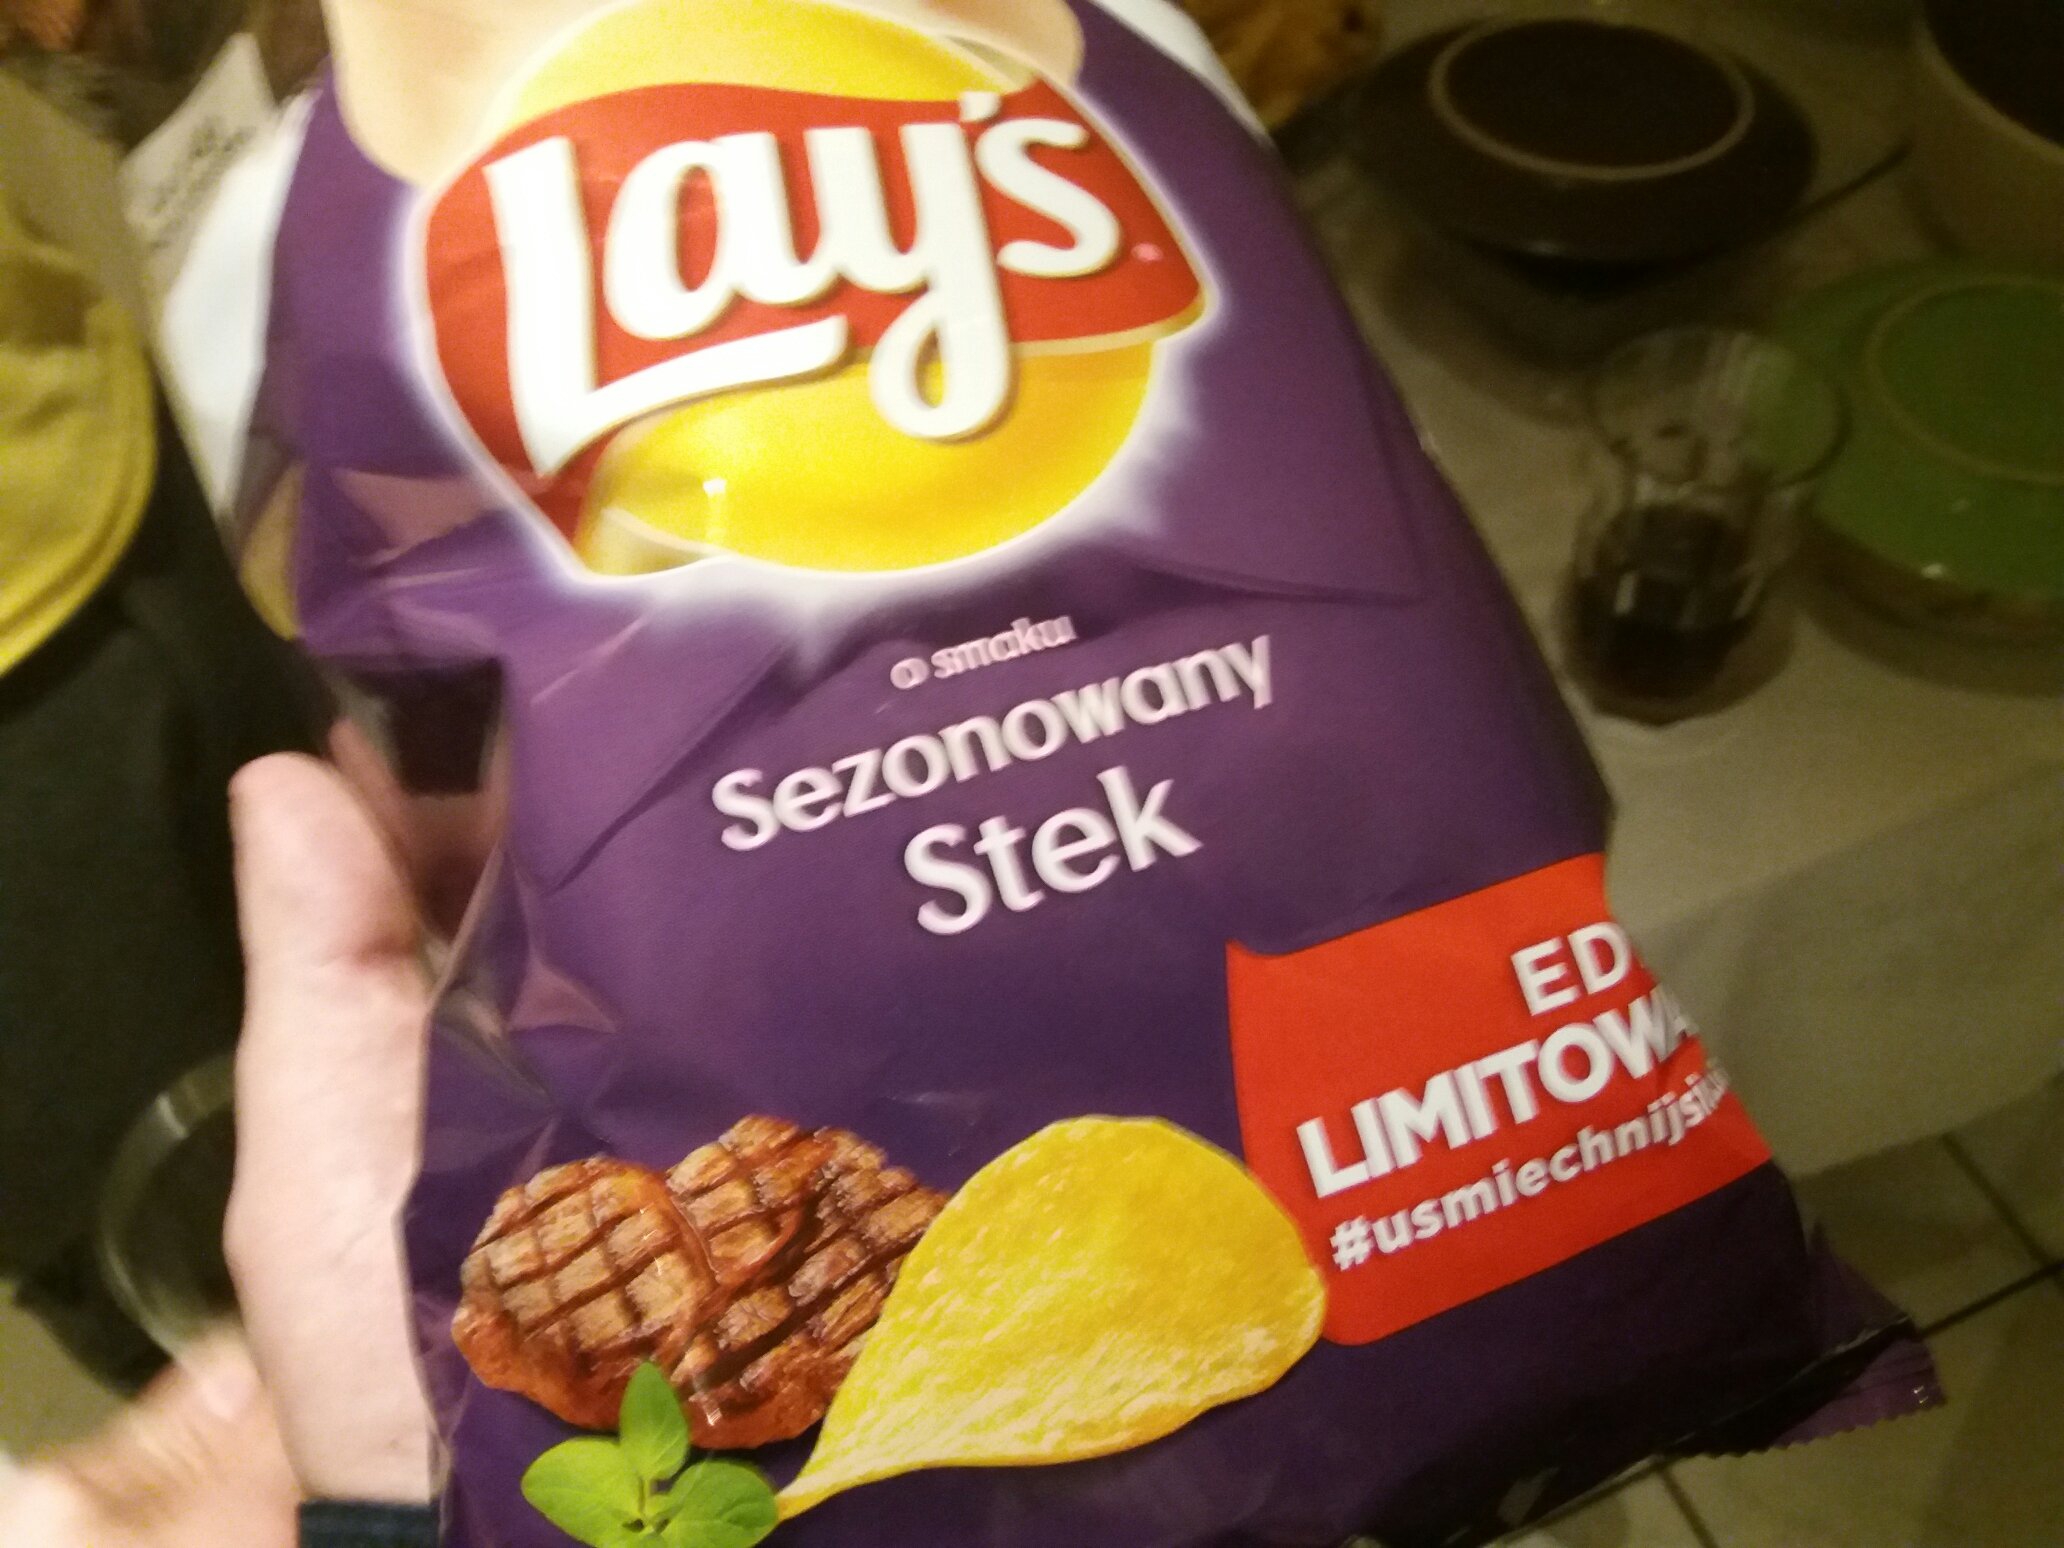 Lay's
o smaku
Sezonowany
Stek
ED
LIMITOWA
#usmiechnijsi